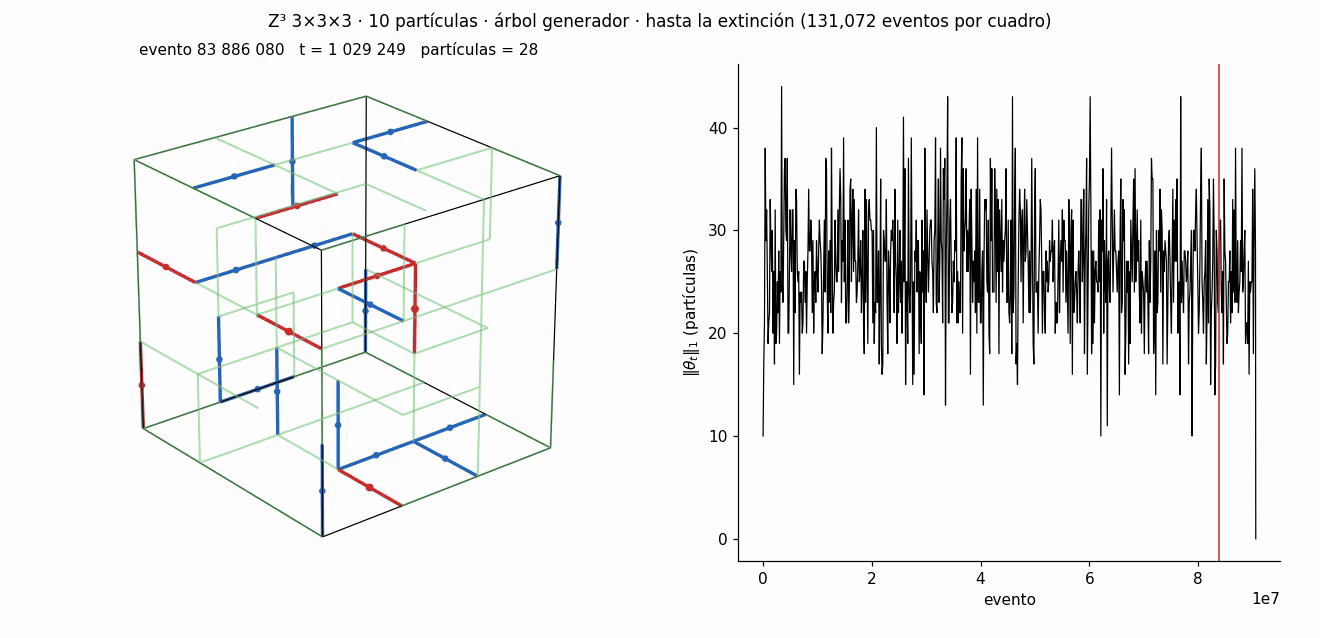 Z³ 3×3×3 · 10 partículas · árbol generador · hasta la extinción (131,072 eventos por cuadro)
evento 83 886 080   t = 1 029 249   partículas = 28
‖θₜ‖₁ (partículas)
40
30
20
10
0
0 2 4 6 8
evento
1e7